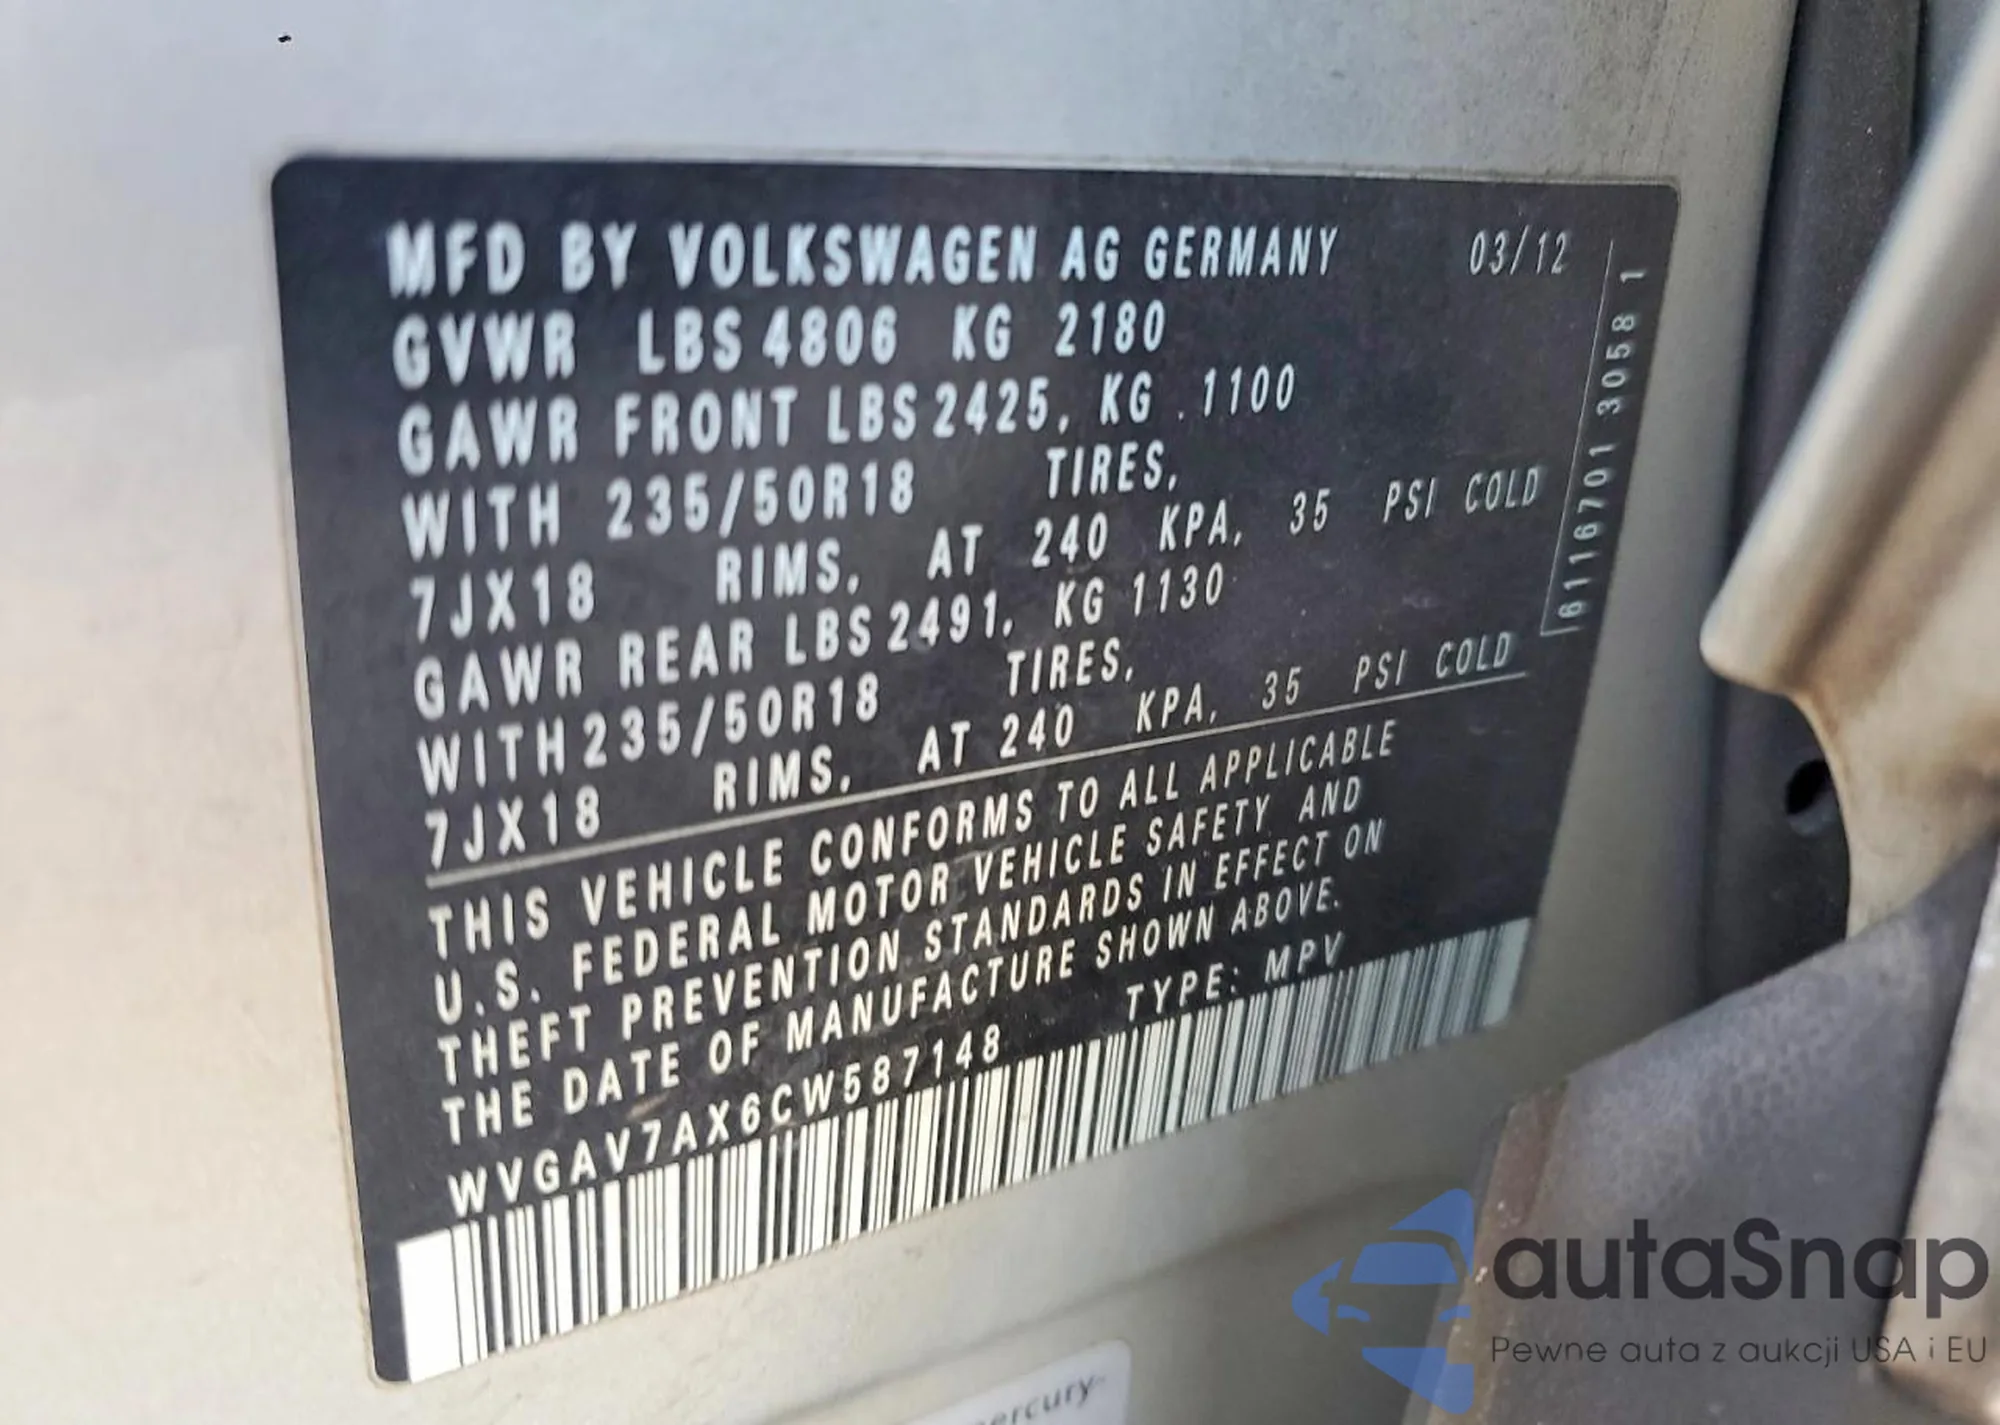 MFD BY VOLKSWAGEN AG GERMANY 03/12
GVWR LBS 4806 KG 2180
GAWR FRONT LBS 2425, KG .1100
WITH 235/50R18 TIRES,
7JX18 RIMS, AT 240 KPA, 35 PSI COLD
GAWR REAR LBS 2491, KG 1130
WITH 235/50R18 TIRES,
7JX18 RIMS, AT 240 KPA, 35 PSI COLD
THIS VEHICLE CONFORMS TO ALL APPLICABLE
U.S. FEDERAL MOTOR VEHICLE SAFETY AND
THEFT PREVENTION STANDARDS IN EFFECT ON
THE DATE OF MANUFACTURE SHOWN ABOVE.
WVGAV7AX6CW587148 TYPE: MPV
6116701 3058 1
autaSnap
Pewne auta z aukcji USA i EU